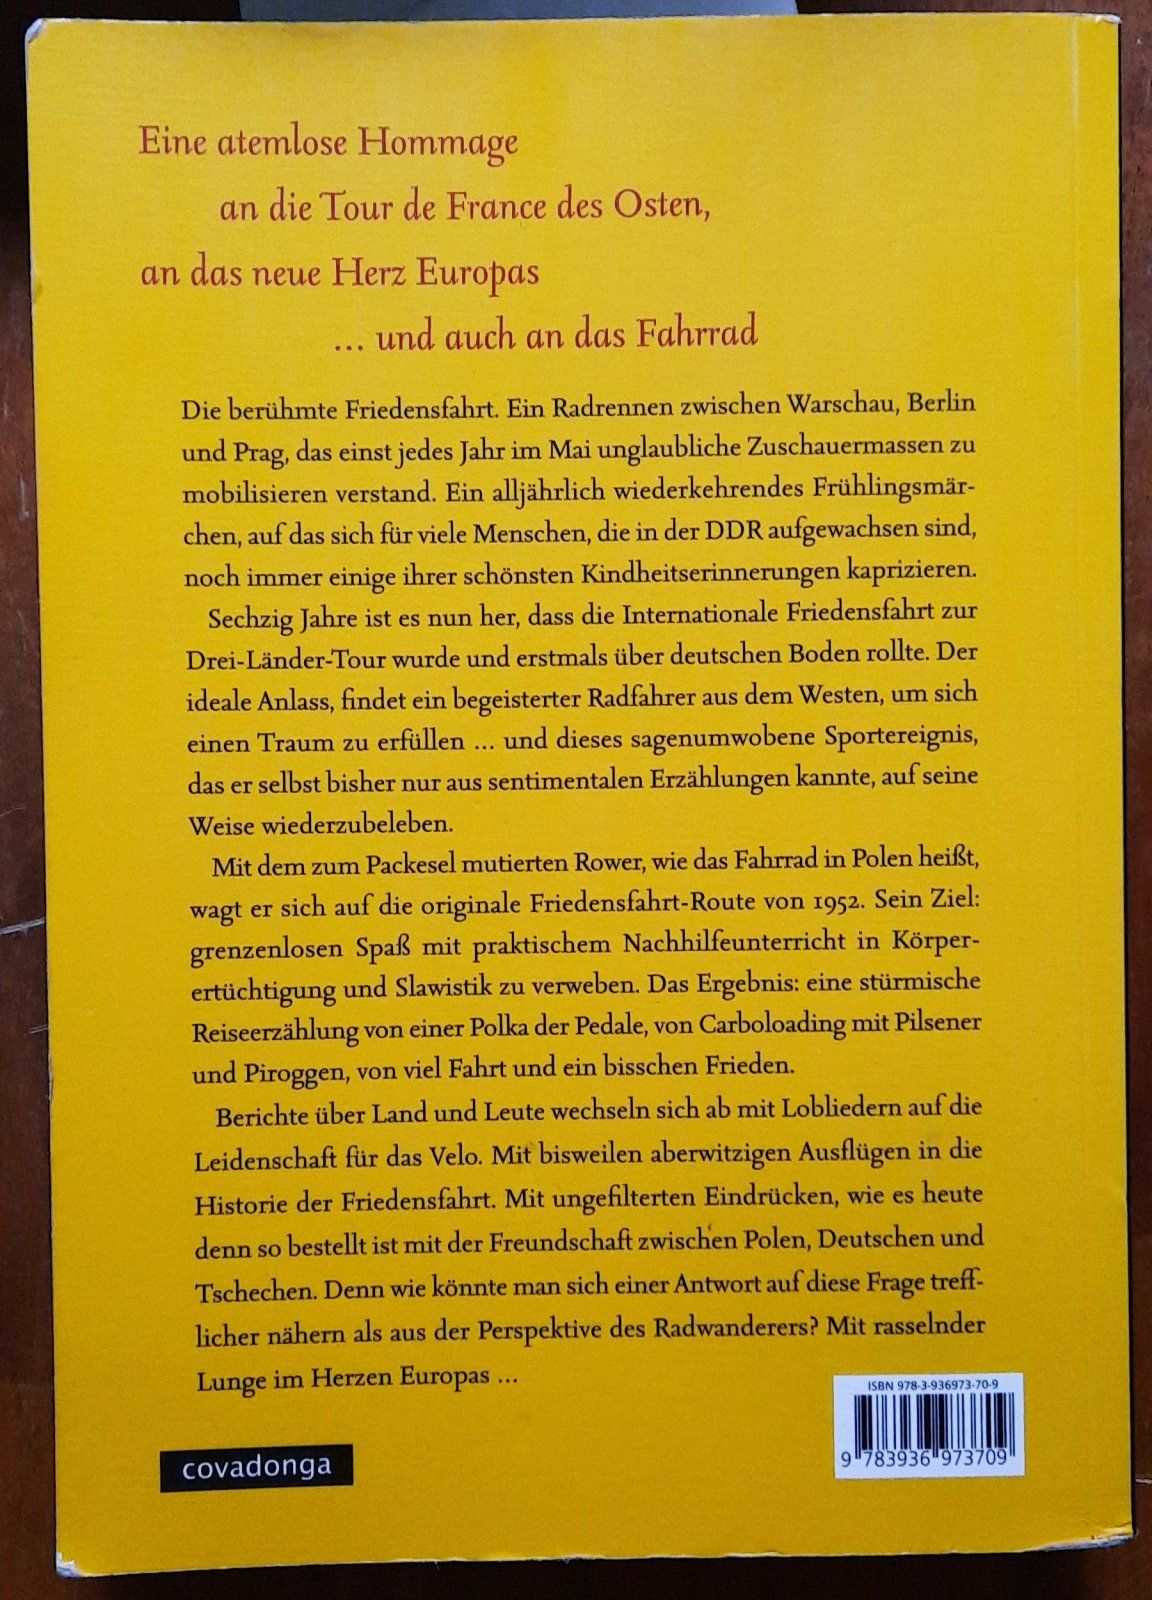 Eine atemlose Hommage
an die Tour de France des Osten,
an das neue Herz Europas
... und auch an das Fahrrad
Die berühmte Friedensfahrt. Ein Radrennen zwischen Warschau, Berlin
und Prag, das einst jedes Jahr im Mai unglaubliche Zuschauermassen zu
mobilisieren verstand. Ein alljährlich wiederkehrendes Frühlingsmär-
chen, auf das sich für viele Menschen, die in der DDR aufgewachsen sind,
noch immer einige ihrer schönsten Kindheitserinnerungen kaprizieren.
Sechzig Jahre ist es nun her, dass die Internationale Friedensfahrt zur
Drei-Länder-Tour wurde und erstmals über deutschen Boden rollte. Der
ideale Anlass, findet ein begeisterter Radfahrer aus dem Westen, um sich
einen Traum zu erfüllen ... und dieses sagenumwobene Sportereignis,
das er selbst bisher nur aus sentimentalen Erzählungen kannte, auf seine
Weise wiederzubeleben.
Mit dem zum Packesel mutierten Rower, wie das Fahrrad in Polen heißt,
wagt er sich auf die originale Friedensfahrt-Route von 1952. Sein Ziel:
grenzenlosen Spaß mit praktischem Nachhilfeunterricht in Körper-
ertüchtigung und Slawistik zu verweben. Das Ergebnis: eine stürmische
Reiseerzählung von einer Polka der Pedale, von Carboloading mit Pilsener
und Piroggen, von viel Fahrt und ein bisschen Frieden.
Berichte über Land und Leute wechseln sich ab mit Lobliedern auf die
Leidenschaft für das Velo. Mit bisweilen aberwitzigen Ausflügen in die
Historie der Friedensfahrt. Mit ungefilterten Eindrücken, wie es heute
denn so bestellt ist mit der Freundschaft zwischen Polen, Deutschen und
Tschechen. Denn wie könnte man sich einer Antwort auf diese Frage treff-
licher nähern als aus der Perspektive des Radwanderers? Mit rasselnder
Lunge im Herzen Europas ...
ISBN 978-3-936973-70-9
9 783936 973709
covadonga